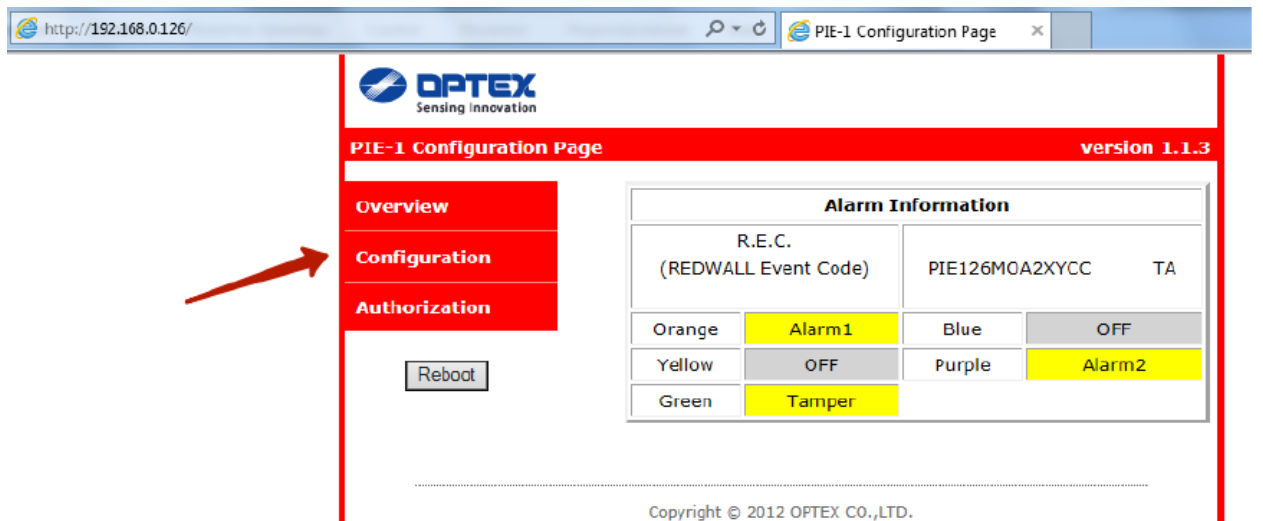 http://192.168.0.126/
PIE-1 Configuration Page
OPTEX
Sensing Innovation
PIE-1 Configuration Page version 1.1.3
Overview
Configuration
Authorization
Reboot
Alarm Information
R.E.C.
(REDWALL Event Code) PIE126MOA2XYCC TA
Orange Alarm1 Blue OFF
Yellow OFF Purple Alarm2
Green Tamper
Copyright © 2012 OPTEX CO.,LTD.